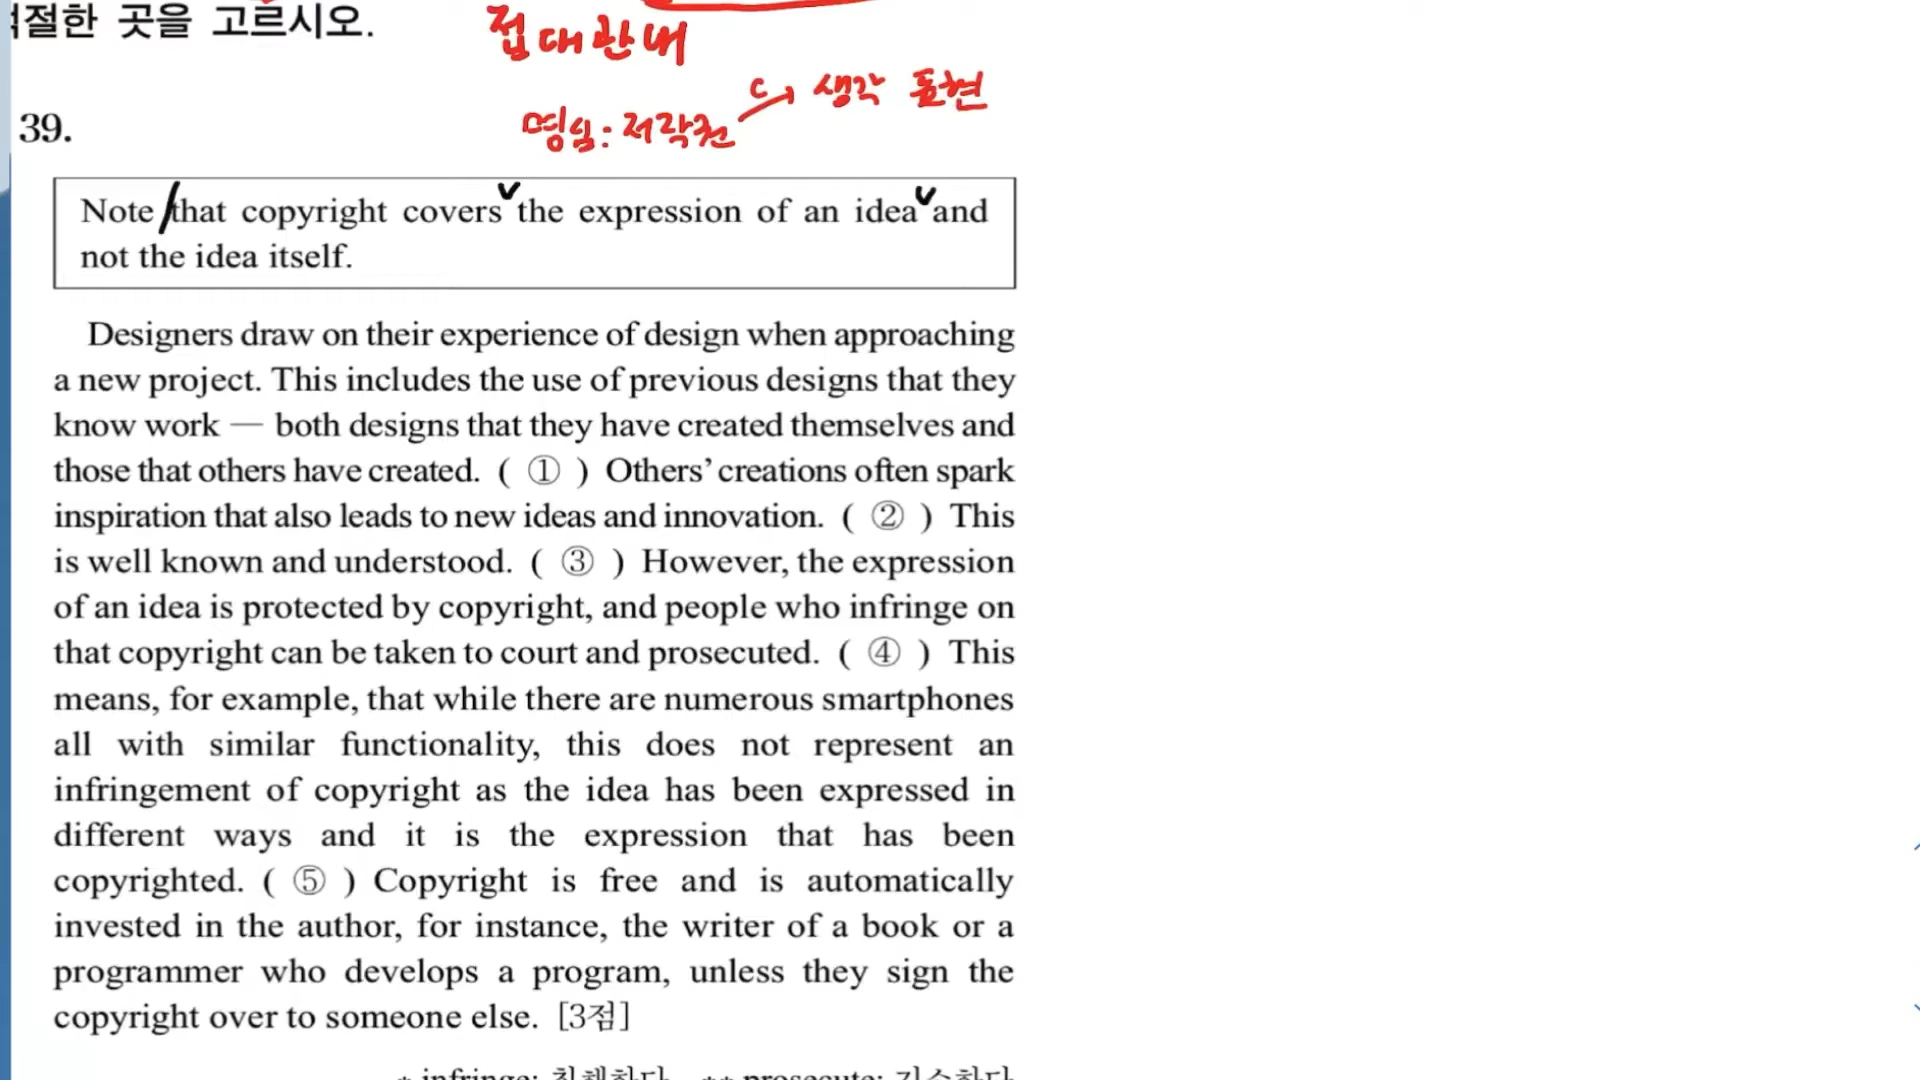 적절한 곳을 고르시오.
접대관내
명심: 저작권 생각 표현
39.
Note that copyright covers the expression of an idea and
not the idea itself.
Designers draw on their experience of design when approaching
a new project. This includes the use of previous designs that they
know work — both designs that they have created themselves and
those that others have created. ( ① ) Others’ creations often spark
inspiration that also leads to new ideas and innovation. ( ② ) This
is well known and understood. ( ③ ) However, the expression
of an idea is protected by copyright, and people who infringe on
that copyright can be taken to court and prosecuted. ( ④ ) This
means, for example, that while there are numerous smartphones
all with similar functionality, this does not represent an
infringement of copyright as the idea has been expressed in
different ways and it is the expression that has been
copyrighted. ( ⑤ ) Copyright is free and is automatically
invested in the author, for instance, the writer of a book or a
programmer who develops a program, unless they sign the
copyright over to someone else. [3점]
* infringe: 침해하다 ** prosecute: 기소하다